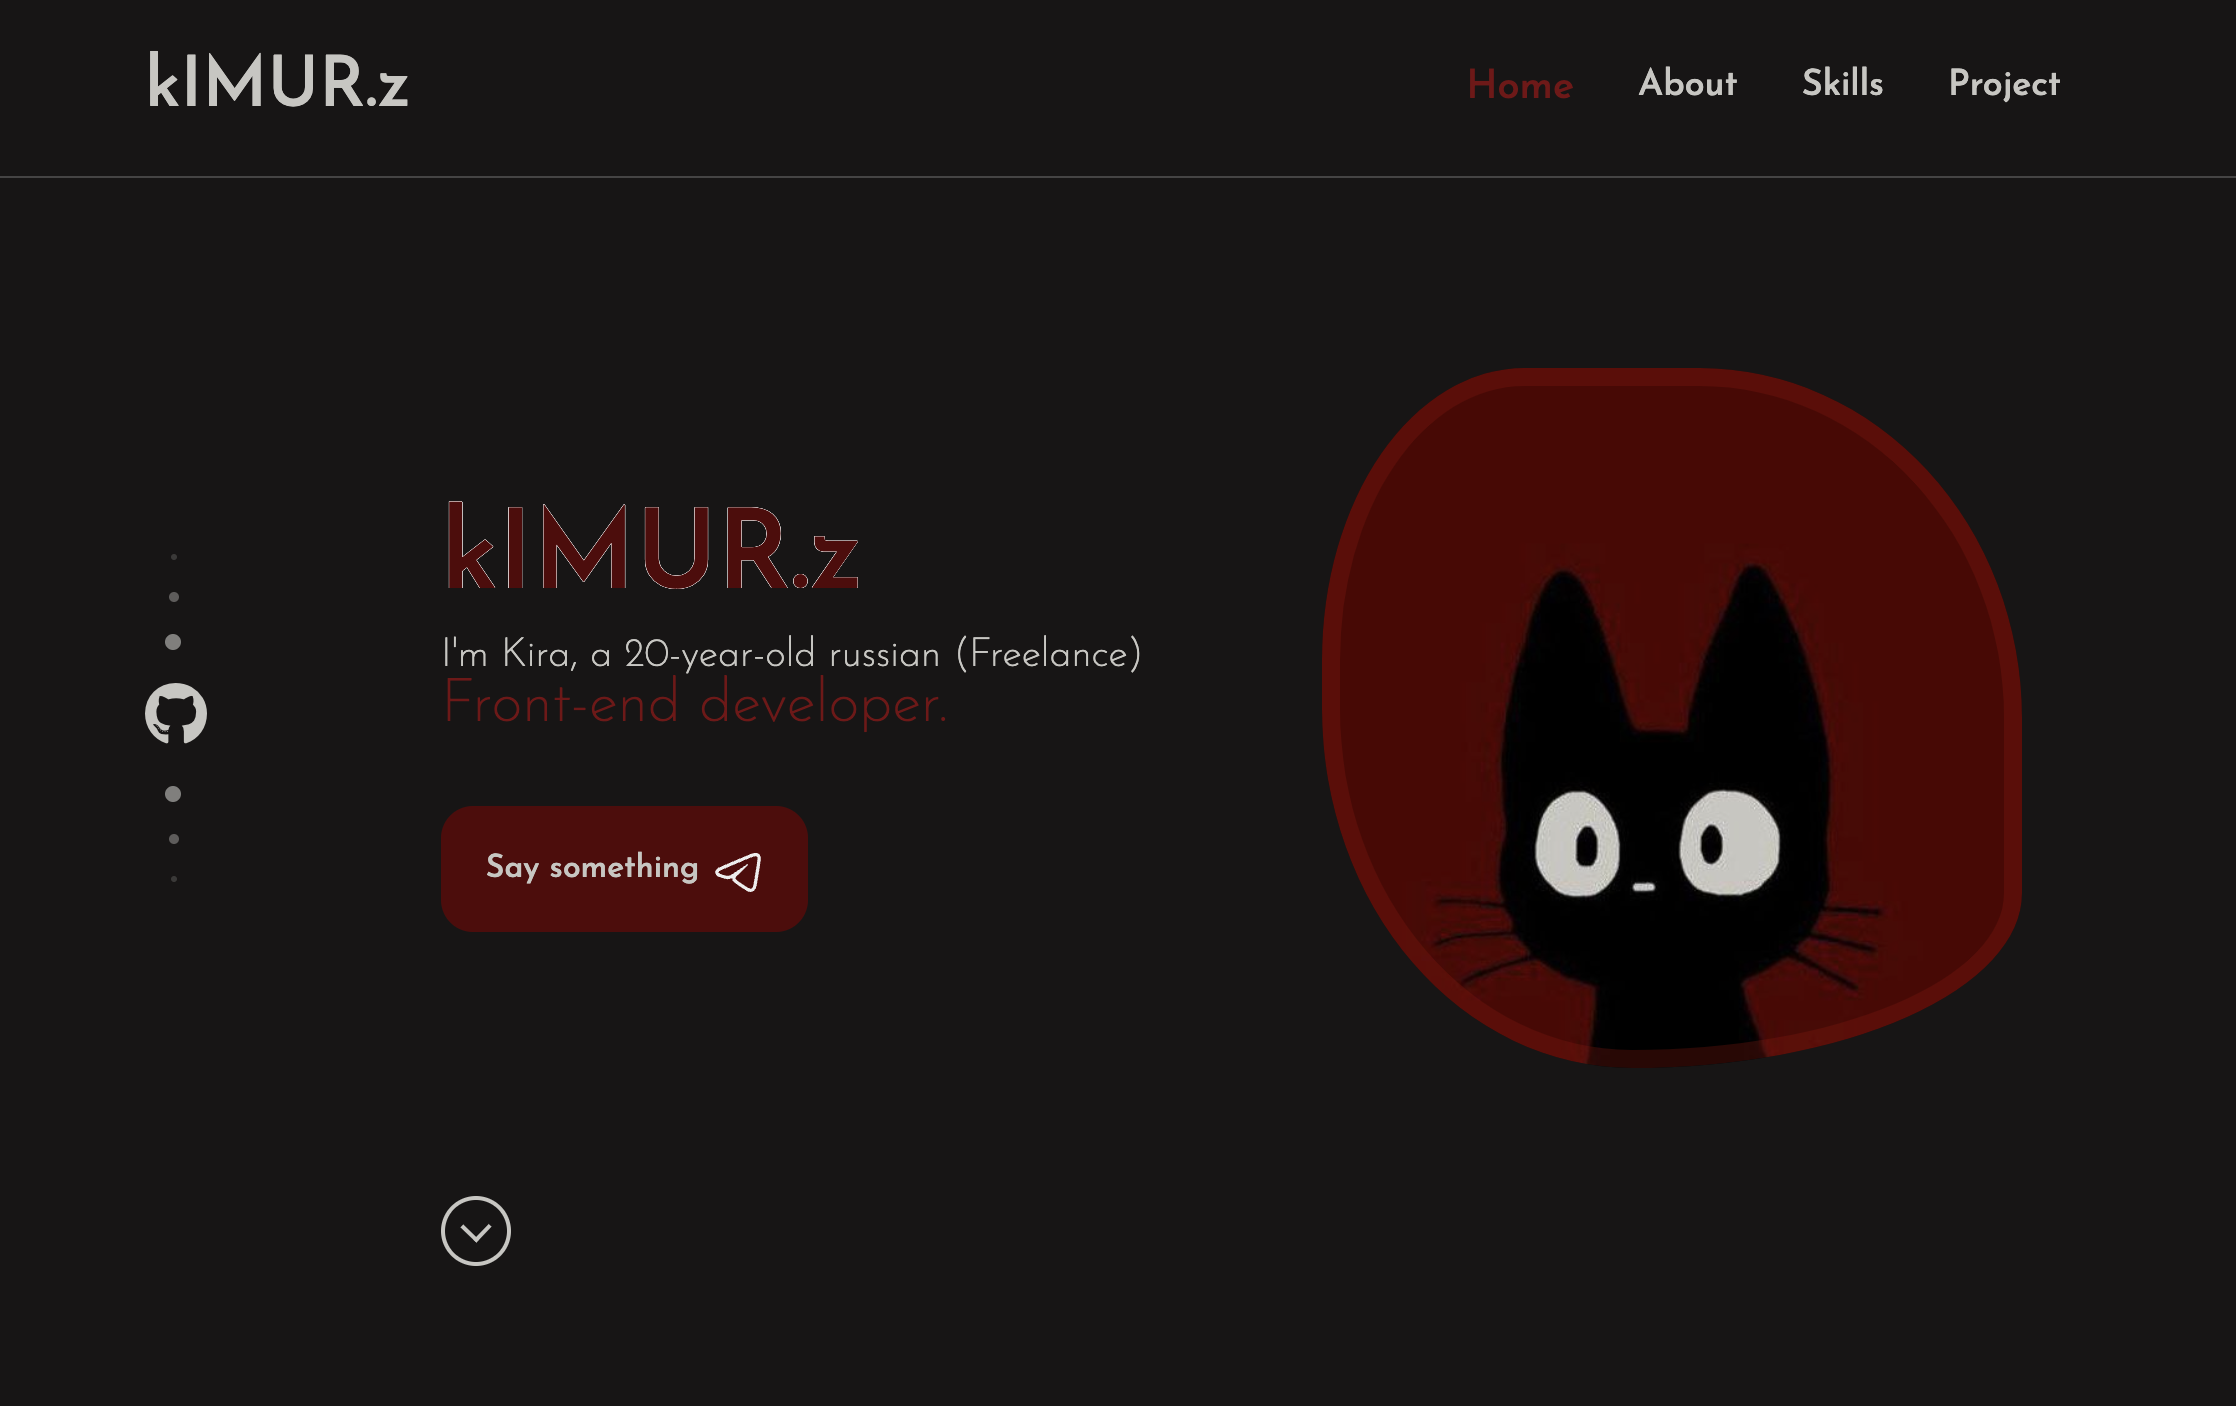 kIMUR.z
Home About Skills Project
kIMUR.z
I'm Kira, a 20-year-old russian (Freelance)
Front-end developer.
Say something